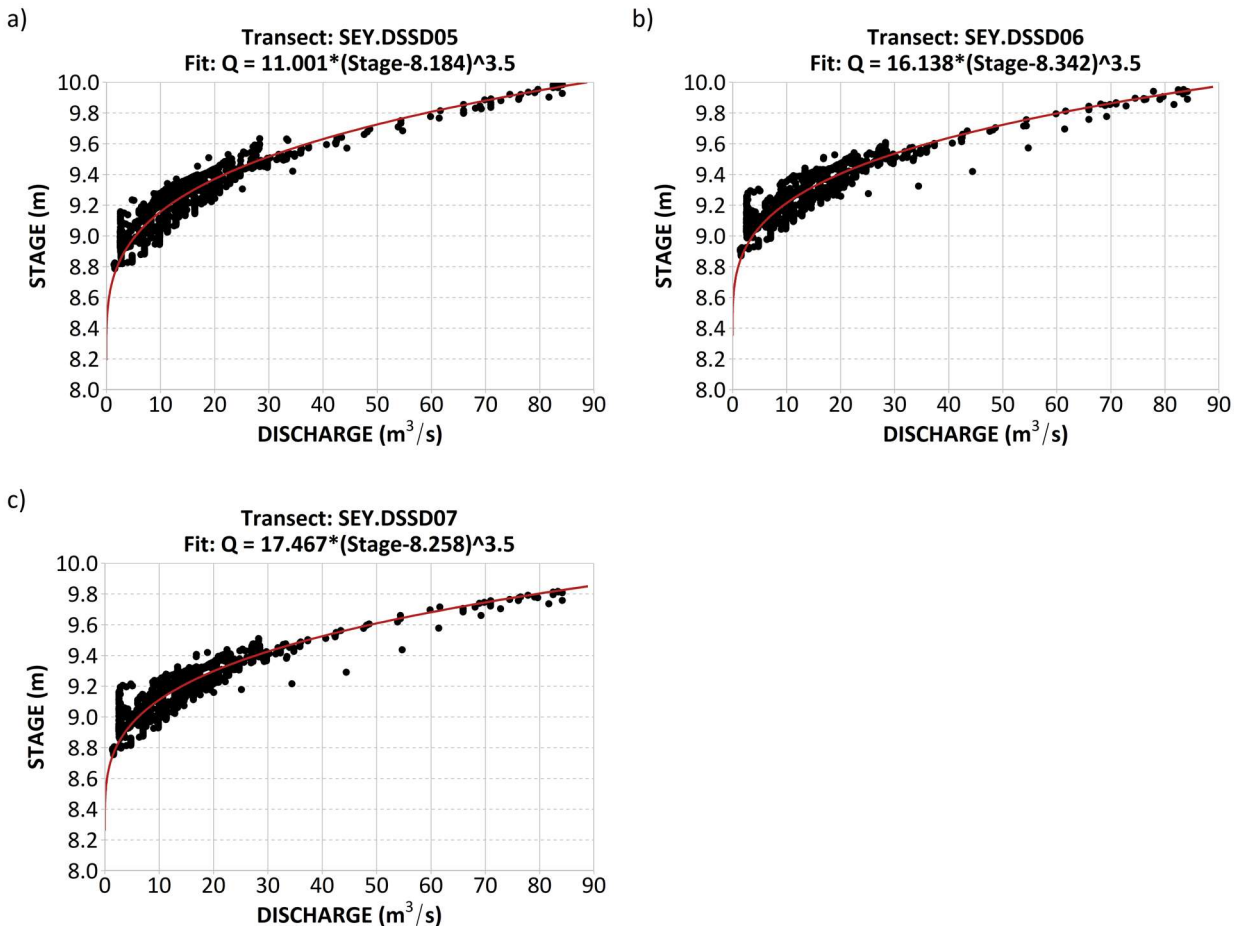 a)
Transect: SEY.DSSD05
Fit: Q = 11.001*(Stage-8.184)^3.5
STAGE (m)
10.0
9.8
9.6
9.4
9.2
9.0
8.8
8.6
8.4
8.2
8.0
0 10 20 30 40 50 60 70 80 90
DISCHARGE (m³/s)
b)
Transect: SEY.DSSD06
Fit: Q = 16.138*(Stage-8.342)^3.5
STAGE (m)
10.0
9.8
9.6
9.4
9.2
9.0
8.8
8.6
8.4
8.2
8.0
0 10 20 30 40 50 60 70 80 90
DISCHARGE (m³/s)
c)
Transect: SEY.DSSD07
Fit: Q = 17.467*(Stage-8.258)^3.5
STAGE (m)
10.0
9.8
9.6
9.4
9.2
9.0
8.8
8.6
8.4
8.2
8.0
0 10 20 30 40 50 60 70 80 90
DISCHARGE (m³/s)